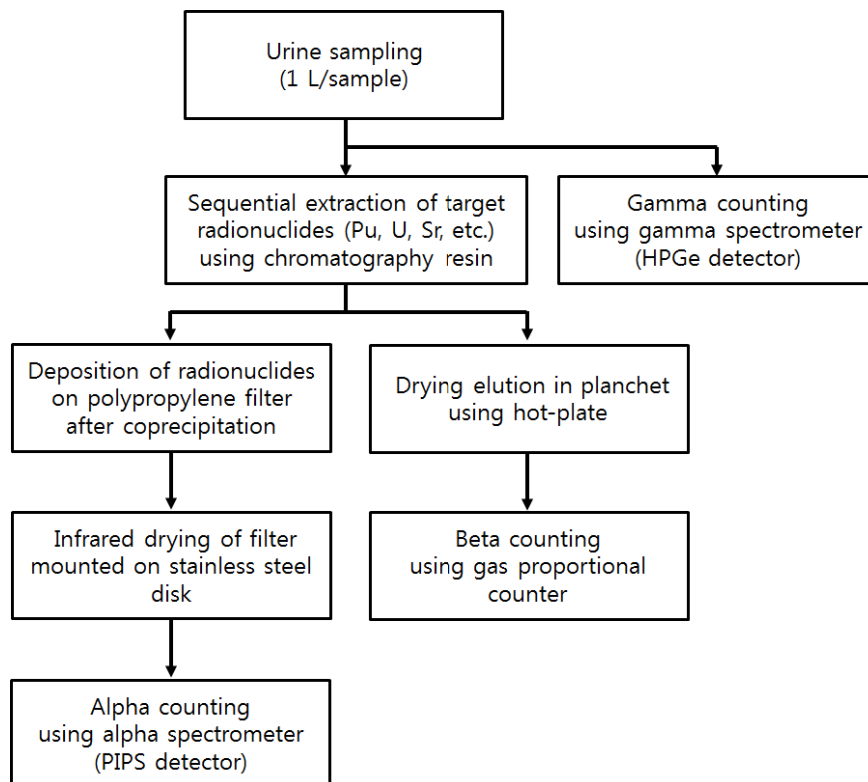 Urine sampling
(1 L/sample)
Sequential extraction of target
radionuclides (Pu, U, Sr, etc.)
using chromatography resin
Gamma counting
using gamma spectrometer
(HPGe detector)
Deposition of radionuclides
on polypropylene filter
after coprecipitation
Drying elution in planchet
using hot-plate
Infrared drying of filter
mounted on stainless steel
disk
Beta counting
using gas proportional
counter
Alpha counting
using alpha spectrometer
(PIPS detector)